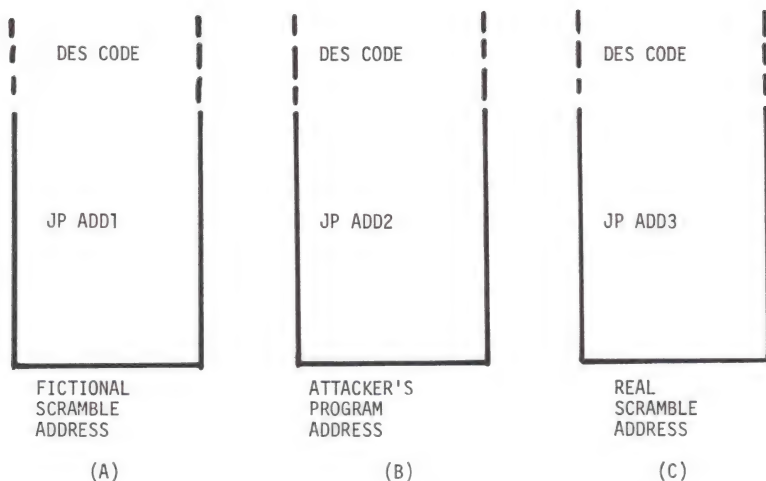 DES CODE DES CODE DES CODE
JP ADD1 JP ADD2 JP ADD3
FICTIONAL ATTACKER'S REAL
SCRAMBLE PROGRAM SCRAMBLE
ADDRESS ADDRESS ADDRESS
(A) (B) (C)